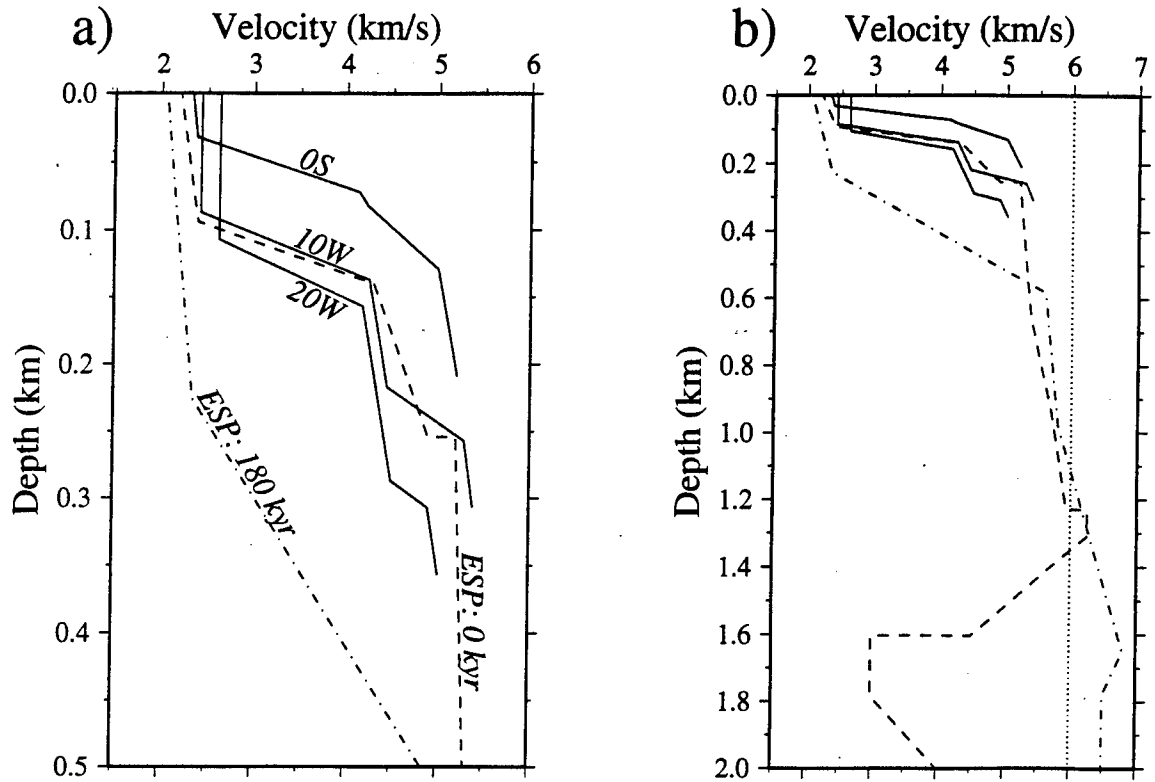 a)
Velocity (km/s)
2 3 4 5 6
0.0
0.1
0.2
0.3
0.4
0.5
Depth (km)
0S
10W
20W
ESP: 180 kyr
ESP: 0 kyr
b)
Velocity (km/s)
2 3 4 5 6 7
0.0
0.2
0.4
0.6
0.8
1.0
1.2
1.4
1.6
1.8
2.0
Depth (km)